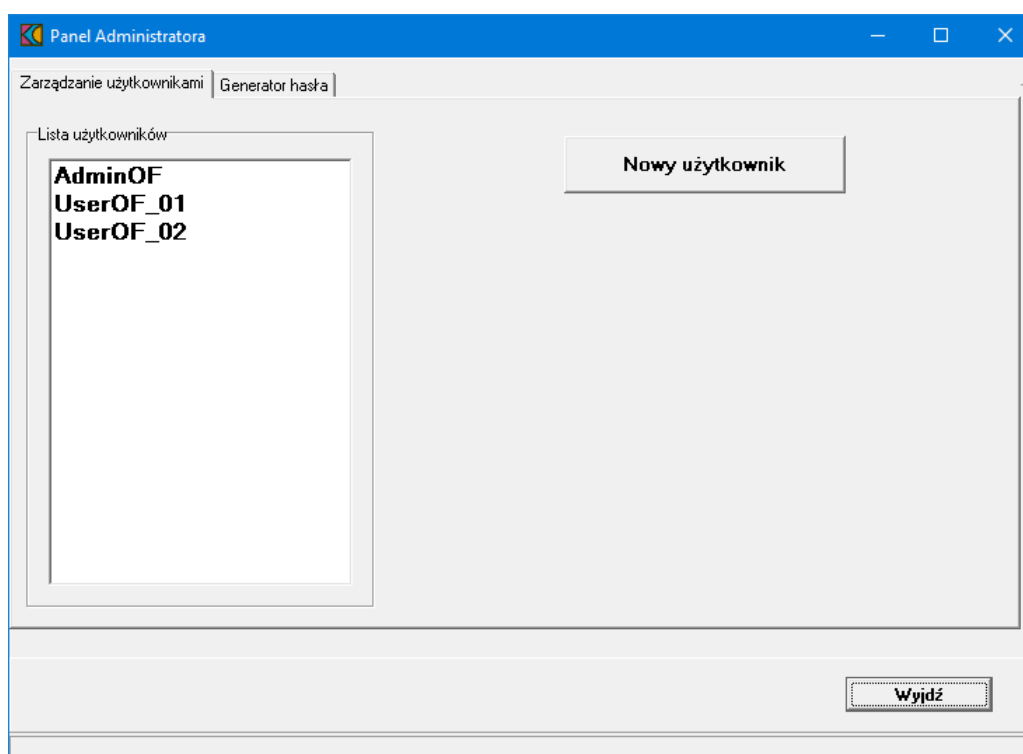 Panel Administratora
Zarządzanie użytkownikami
Generator hasła
Lista użytkowników
AdminOF
UserOF_01
UserOF_02
Nowy użytkownik
Wyjdź